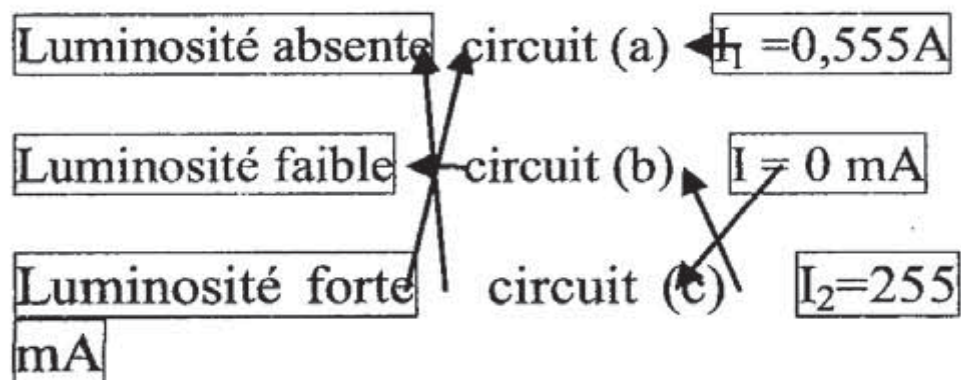 Luminosité absente circuit (a) I₁ =0,555A
Luminosité faible circuit (b) I = 0 mA
Luminosité forte circuit (c) I₂=255
mA